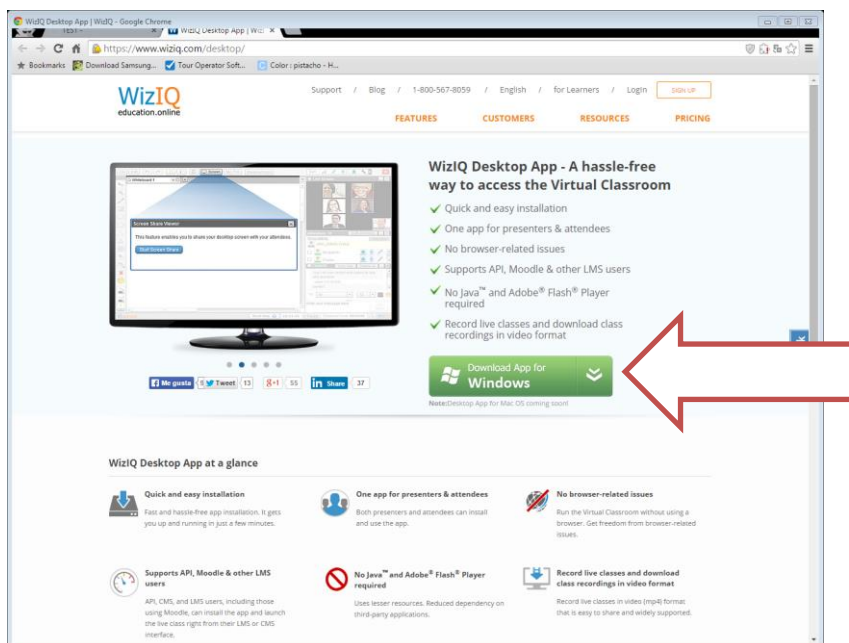 WizIQ Desktop App | WizIQ - Google Chrome
TEST -
WizIQ Desktop App | Wiz
https://www.wiziq.com/desktop/
Bookmarks Download Samsung... Tour Operator Soft... Color : pistacho - H...
WizIQ
education.online
Support / Blog / 1-800-567-8059 / English / for Learners / Login SIGN UP
FEATURES CUSTOMERS RESOURCES PRICING
Screen Share Viewer
This feature enables you to share your desktop screen with your attendees.
Start Screen Share
WizIQ Desktop App - A hassle-free
way to access the Virtual Classroom
Quick and easy installation
One app for presenters & attendees
No browser-related issues
Supports API, Moodle & other LMS users
No Java™ and Adobe® Flash® Player
required
Record live classes and download class
recordings in video format
Download App for
Windows
Note:Desktop App for Mac OS coming soon!
Me gusta 5 Tweet 13 g+1 55 in Share 37
WizIQ Desktop App at a glance
Quick and easy installation
Fast and hassle-free app installation. It gets
you up and running in just a few minutes.
One app for presenters & attendees
Both presenters and attendees can install
and use the app.
No browser-related issues
Run the Virtual Classroom without using a
browser. Get freedom from browser-related
issues.
Supports API, Moodle & other LMS
users
API, CMS, and LMS users, including those
using Moodle, can install the app and launch
the live class right from their LMS or CMS
interface.
No Java™ and Adobe® Flash® Player
required
Uses lesser resources. Reduced dependency on
third-party applications.
Record live classes and download
class recordings in video format
Record live classes in video (mp4) format
that is easy to share and widely supported.